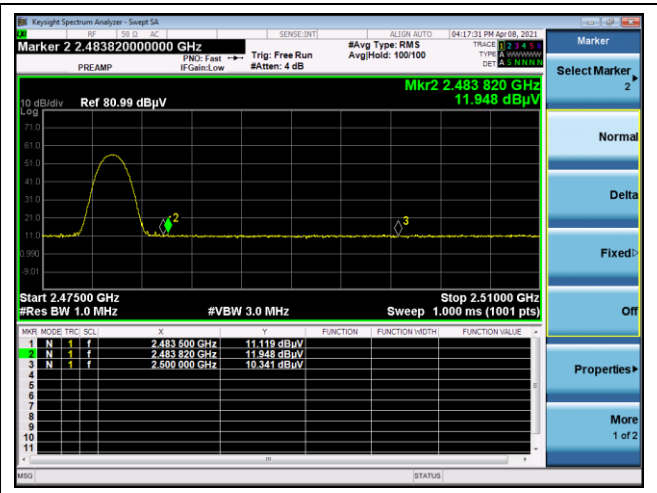 Keysight Spectrum Analyzer - Swept SA
RF 50 Ω AC SENSE:INT ALIGN AUTO 04:17:31 PM Apr 08, 2021
Marker 2 2.483820000000 GHz
PREAMP
PNO: Fast
IFGain:Low
Trig: Free Run
#Atten: 4 dB
#Avg Type: RMS
Avg|Hold: 100/100
TRACE 1 2 3 4 5 6
TYPE A WWWWW
DET A S N N N N
Mkr2 2.483 820 GHz
11.948 dBµV
10 dB/div Ref 80.99 dBµV
Log
71.0
61.0
51.0
41.0
31.0
21.0
11.0
0.990
-9.01
2
3
Start 2.47500 GHz Stop 2.51000 GHz
#Res BW 1.0 MHz #VBW 3.0 MHz Sweep 1.000 ms (1001 pts)
MKR MODE TRC SCL X Y FUNCTION FUNCTION WIDTH FUNCTION VALUE
1 N 1 f 2.483 500 GHz 11.119 dBµV
2 N 1 f 2.483 820 GHz 11.948 dBµV
3 N 1 f 2.500 000 GHz 10.341 dBµV
4
5
6
7
8
9
10
11
MSG STATUS
Marker
Select Marker
2
Normal
Delta
Fixed
Off
Properties
More
1 of 2